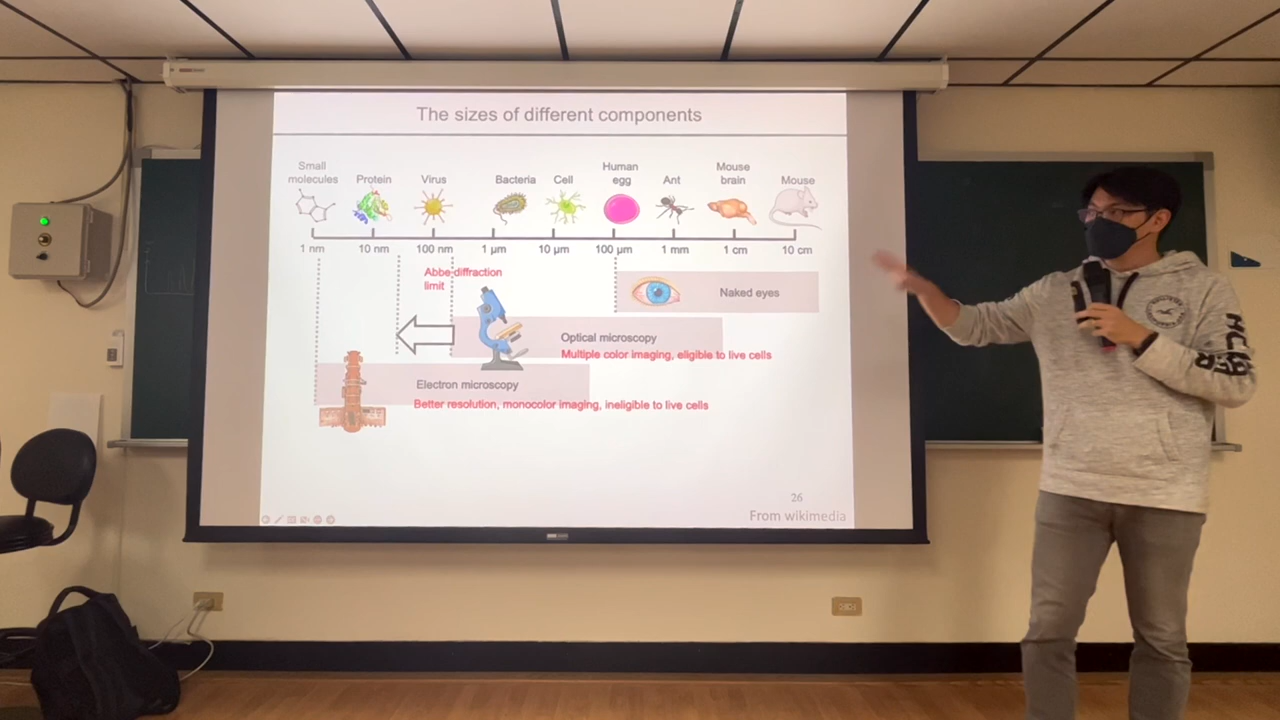 The sizes of different components
Small molecules
Protein
Virus
Bacteria
Cell
Human egg
Ant
Mouse brain
Mouse
1 nm
10 nm
100 nm
1 µm
10 µm
100 µm
1 mm
1 cm
10 cm
Abbe diffraction
limit
Naked eyes
Optical microscopy
Multiple color imaging, eligible to live cells
Electron microscopy
Better resolution, monocolor imaging, ineligible to live cells
26
From wikimedia